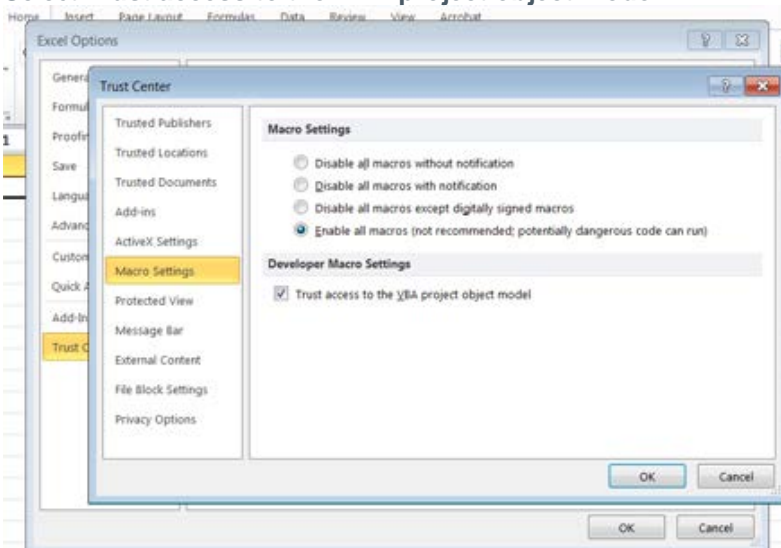 Home Insert Page Layout Formulas Data Review View Acrobat
Excel Options
Trust Center
Trusted Publishers
Trusted Locations
Trusted Documents
Add-ins
ActiveX Settings
Macro Settings
Protected View
Message Bar
External Content
File Block Settings
Privacy Options
Macro Settings
Disable all macros without notification
Disable all macros with notification
Disable all macros except digitally signed macros
Enable all macros (not recommended; potentially dangerous code can run)
Developer Macro Settings
Trust access to the VBA project object model
OK Cancel
Save
OK Cancel